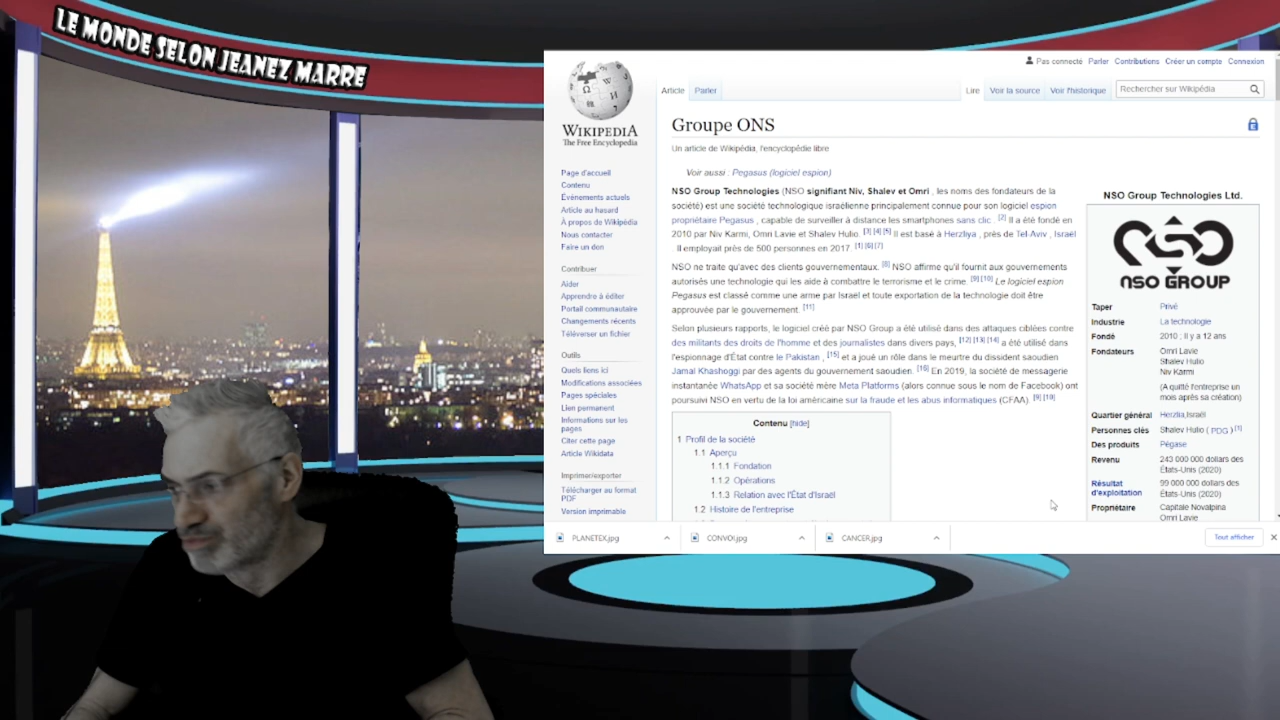 LE MONDE SELON JEANEZ MARRE
Pas connecté Parler Contributions Créer un compte Connexion
WIKIPEDIA
The Free Encyclopedia
Article Parler
Lire Voir la source Voir l'historique
Rechercher sur Wikipédia
Groupe ONS
Un article de Wikipédia, l'encyclopédie libre
Voir aussi : Pegasus (logiciel espion)
Page d'accueil
Contenu
Événements actuels
Article au hasard
À propos de Wikipédia
Nous contacter
Faire un don
Contribuer
Aider
Apprendre à éditer
Portail communautaire
Changements récents
Téléverser un fichier
Outils
Quels liens ici
Modifications associées
Pages spéciales
Lien permanent
Informations sur les
pages
Citer cette page
Article Wikidata
Imprimer/exporter
Télécharger au format
PDF
Version imprimable
NSO Group Technologies (NSO signifiant Niv, Shalev et Omri , les noms des fondateurs de la
société) est une société technologique israélienne principalement connue pour son logiciel espion
propriétaire Pegasus , capable de surveiller à distance les smartphones sans clic . [2] Il a été fondé en
2010 par Niv Karmi, Omri Lavie et Shalev Hulio. [3] [4] [5] Il est basé à Herzliya , près de Tel-Aviv , Israël
. Il employait près de 500 personnes en 2017. [1] [6] [7]
NSO ne traite qu'avec des clients gouvernementaux. [8] NSO affirme qu'il fournit aux gouvernements
autorisés une technologie qui les aide à combattre le terrorisme et le crime. [9] [10] Le logiciel espion
Pegasus est classé comme une arme par Israël et toute exportation de la technologie doit être
approuvée par le gouvernement. [11]
Selon plusieurs rapports, le logiciel créé par NSO Group a été utilisé dans des attaques ciblées contre
des militants des droits de l'homme et des journalistes dans divers pays, [12] [13] [14] a été utilisé dans
l'espionnage d'État contre le Pakistan , [15] et a joué un rôle dans le meurtre du dissident saoudien
Jamal Khashoggi par des agents du gouvernement saoudien. [16] En 2019, la société de messagerie
instantanée WhatsApp et sa société mère Meta Platforms (alors connue sous le nom de Facebook) ont
poursuivi NSO en vertu de la loi américaine sur la fraude et les abus informatiques (CFAA). [9] [10]
Contenu [hide]
1 Profil de la société
1.1 Aperçu
1.1.1 Fondation
1.1.2 Opérations
1.1.3 Relation avec l'État d'Israël
1.2 Histoire de l'entreprise
NSO Group Technologies Ltd.
NSO GROUP
Taper Privé
Industrie La technologie
Fondé 2010 ; Il y a 12 ans
Fondateurs Omri Lavie
Shalev Hulio
Niv Karmi
(A quitté l'entreprise un
mois après sa création)
Quartier général Herzlia,Israël
Personnes clés Shalev Hulio ( PDG ) [1]
Des produits Pégase
Revenu 243 000 000 dollars des
États-Unis (2020)
Résultat 99 000 000 dollars des
d'exploitation États-Unis (2020)
Propriétaire Capitale Novalpina
Omri Lavie
PLANETEX.jpg CONVOI.jpg CANCER.jpg Tout afficher